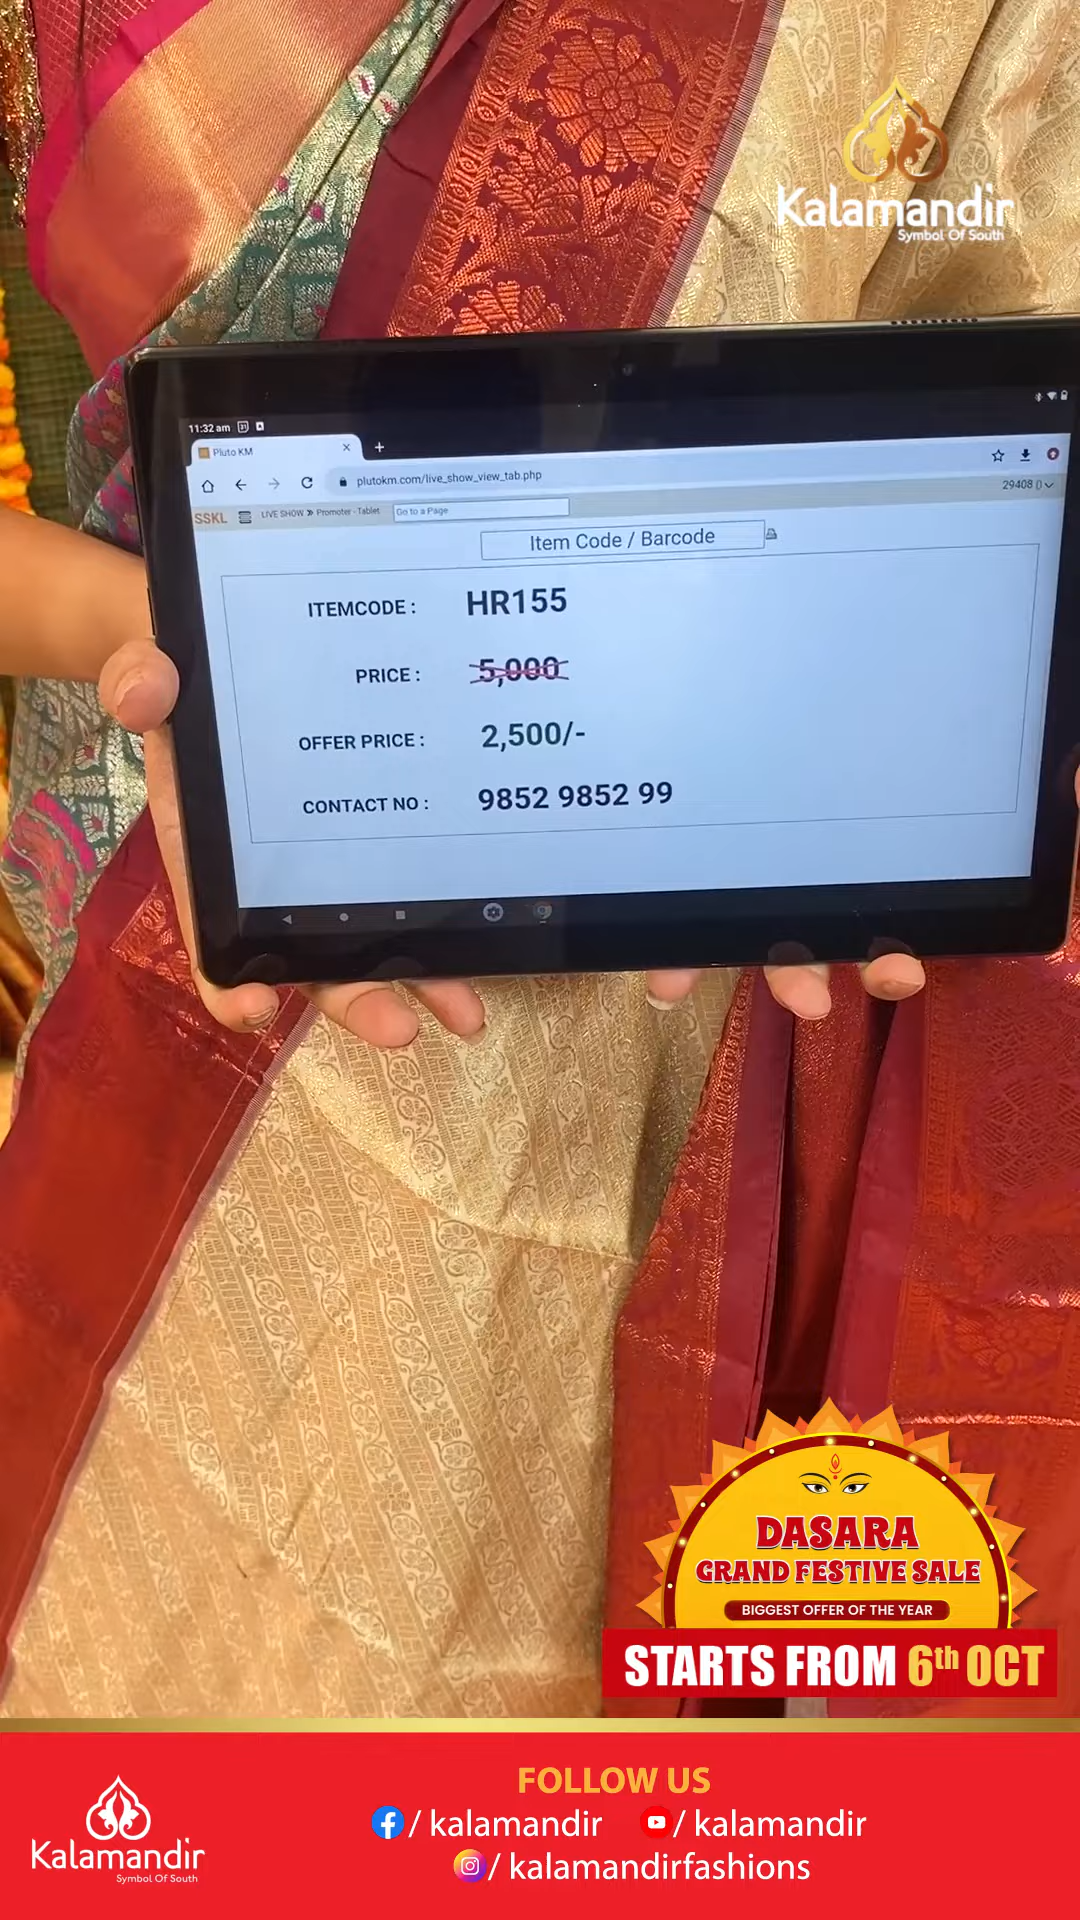 Kalamandir
Symbol Of South
11:32 am
Pluto KM
plutokm.com/live_show_view_tab.php
29408 ()
SSKL
LIVE SHOW » Promoter - Tablet
Go to a Page
Item Code / Barcode
ITEMCODE : HR155
PRICE : 5,000
OFFER PRICE : 2,500/-
CONTACT NO : 9852 9852 99
DASARA
GRAND FESTIVE SALE
BIGGEST OFFER OF THE YEAR
STARTS FROM 6th OCT
FOLLOW US
/ kalamandir
/ kalamandir
/ kalamandirfashions
Kalamandir
Symbol Of South